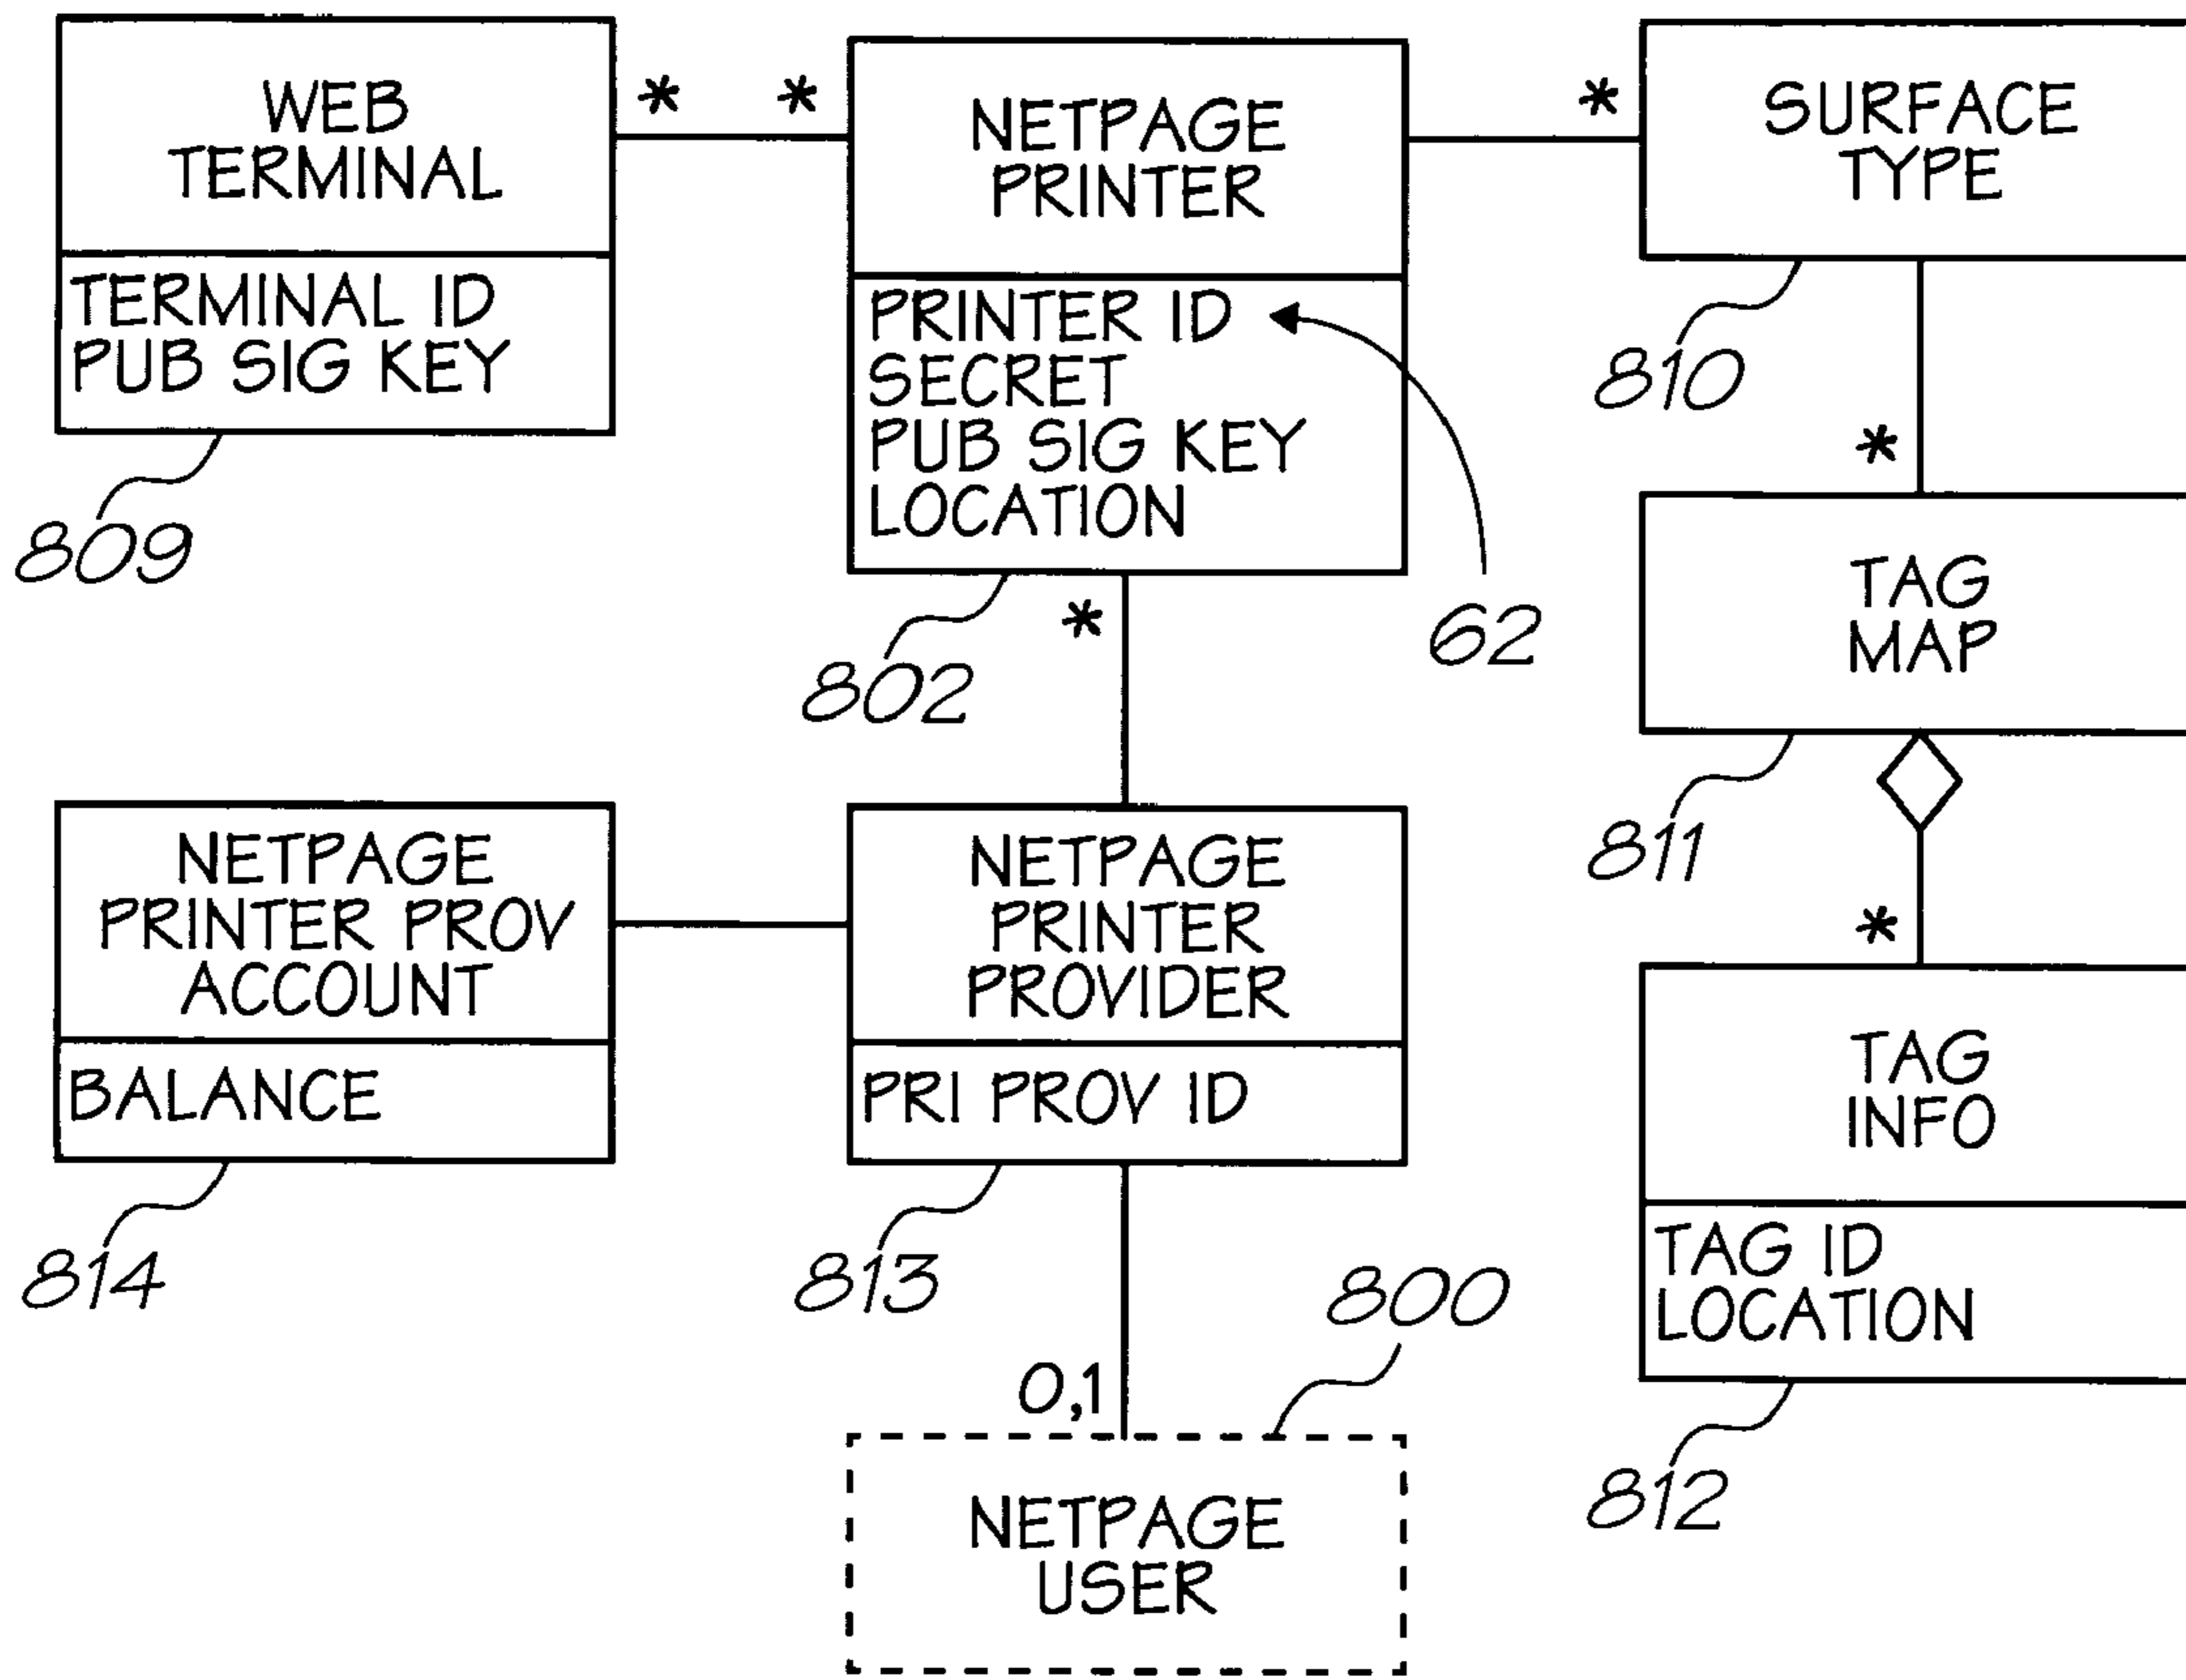 WEB
TERMINAL
TERMINAL ID
PUB SIG KEY
809
*
*
NETPAGE
PRINTER
PRINTER ID
SECRET
PUB SIG KEY
LOCATION
62
802
*
*
SURFACE
TYPE
810
*
TAG
MAP
811
*
TAG
INFO
TAG ID
LOCATION
812
NETPAGE
PRINTER PROV
ACCOUNT
BALANCE
814
NETPAGE
PRINTER
PROVIDER
PRI PROV ID
813
800
0,1
NETPAGE
USER